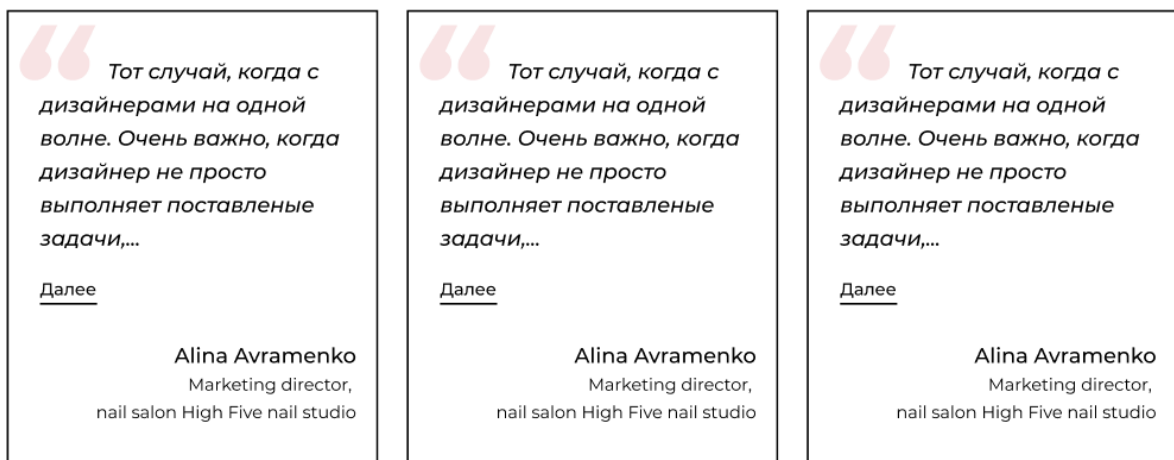 Тот случай, когда с
дизайнерами на одной
волне. Очень важно, когда
дизайнер не просто
выполняет поставленые
задачи,...
Далее
Alina Avramenko
Marketing director,
nail salon High Five nail studio
Тот случай, когда с
дизайнерами на одной
волне. Очень важно, когда
дизайнер не просто
выполняет поставленые
задачи,...
Далее
Alina Avramenko
Marketing director,
nail salon High Five nail studio
Тот случай, когда с
дизайнерами на одной
волне. Очень важно, когда
дизайнер не просто
выполняет поставленые
задачи,...
Далее
Alina Avramenko
Marketing director,
nail salon High Five nail studio